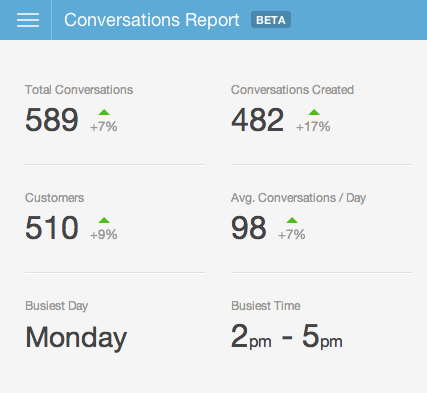 Conversations Report BETA
Total Conversations
589 +7%
Conversations Created
482 +17%
Customers
510 +9%
Avg. Conversations / Day
98 +7%
Busiest Day
Monday
Busiest Time
2pm - 5pm